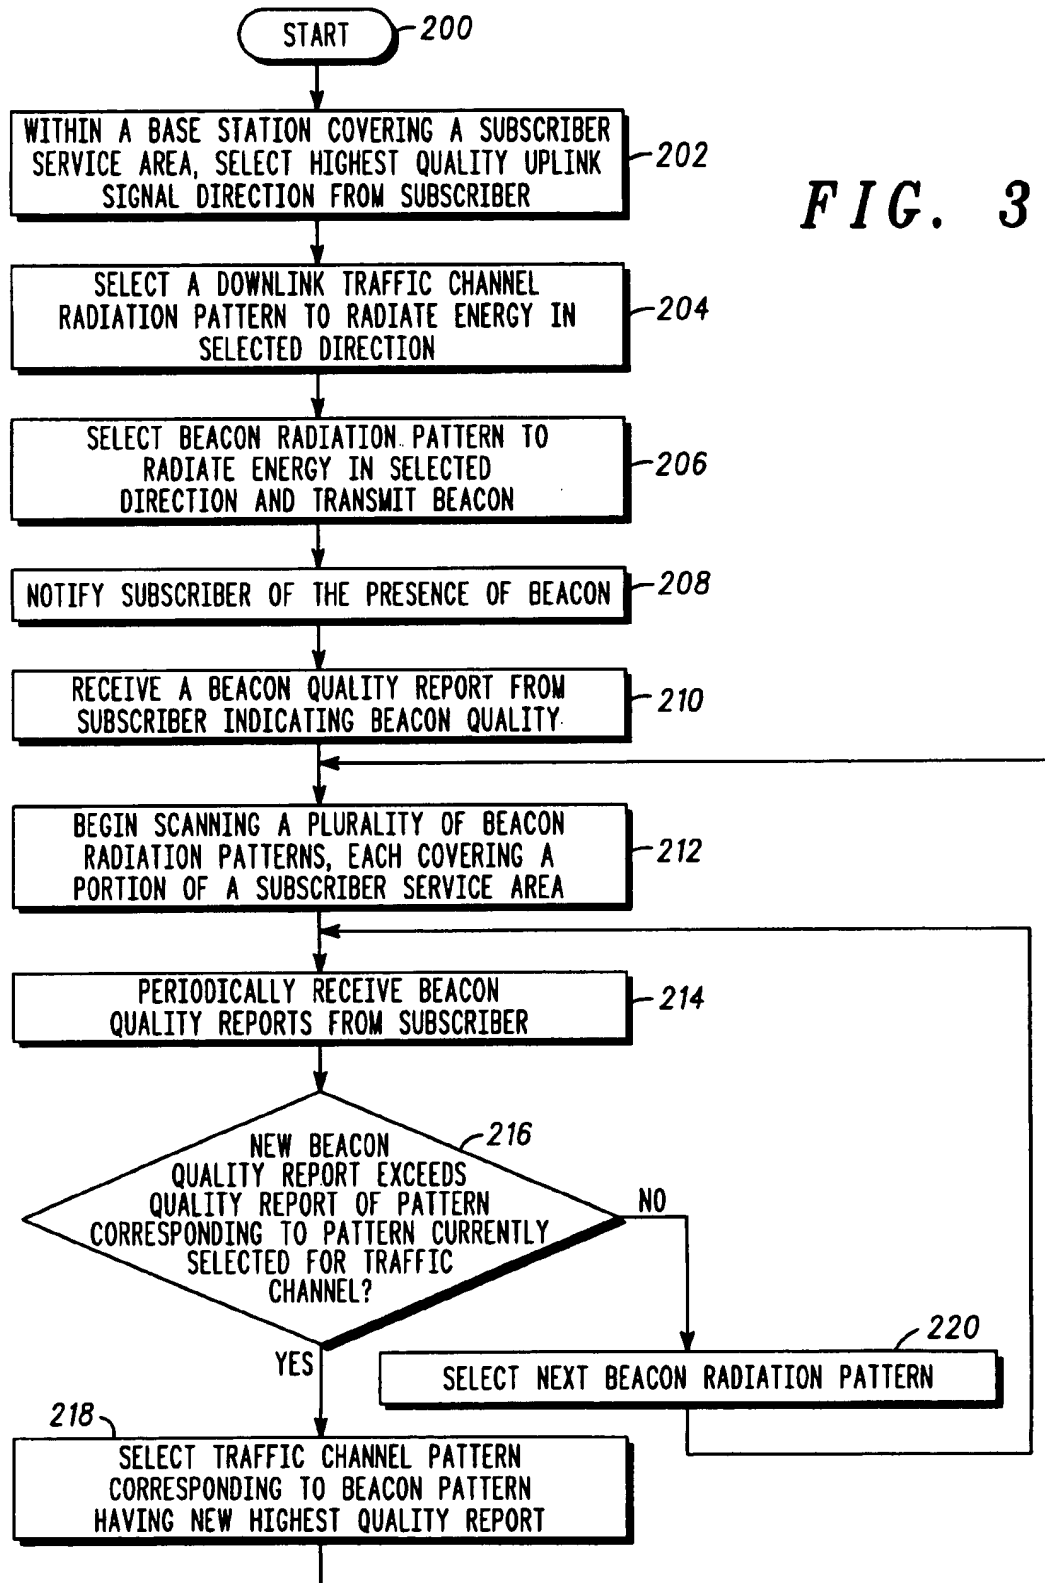 START
200
WITHIN A BASE STATION COVERING A SUBSCRIBER
SERVICE AREA, SELECT HIGHEST QUALITY UPLINK
SIGNAL DIRECTION FROM SUBSCRIBER
202
FIG. 3
SELECT A DOWNLINK TRAFFIC CHANNEL
RADIATION PATTERN TO RADIATE ENERGY IN
SELECTED DIRECTION
204
SELECT BEACON RADIATION PATTERN TO
RADIATE ENERGY IN SELECTED
DIRECTION AND TRANSMIT BEACON
206
NOTIFY SUBSCRIBER OF THE PRESENCE OF BEACON
208
RECEIVE A BEACON QUALITY REPORT FROM
SUBSCRIBER INDICATING BEACON QUALITY
210
BEGIN SCANNING A PLURALITY OF BEACON
RADIATION PATTERNS, EACH COVERING A
PORTION OF A SUBSCRIBER SERVICE AREA
212
PERIODICALLY RECEIVE BEACON
QUALITY REPORTS FROM SUBSCRIBER
214
NEW BEACON
QUALITY REPORT EXCEEDS
QUALITY REPORT OF PATTERN
CORRESPONDING TO PATTERN CURRENTLY
SELECTED FOR TRAFFIC
CHANNEL?
216
NO
YES
220
SELECT NEXT BEACON RADIATION PATTERN
218
SELECT TRAFFIC CHANNEL PATTERN
CORRESPONDING TO BEACON PATTERN
HAVING NEW HIGHEST QUALITY REPORT